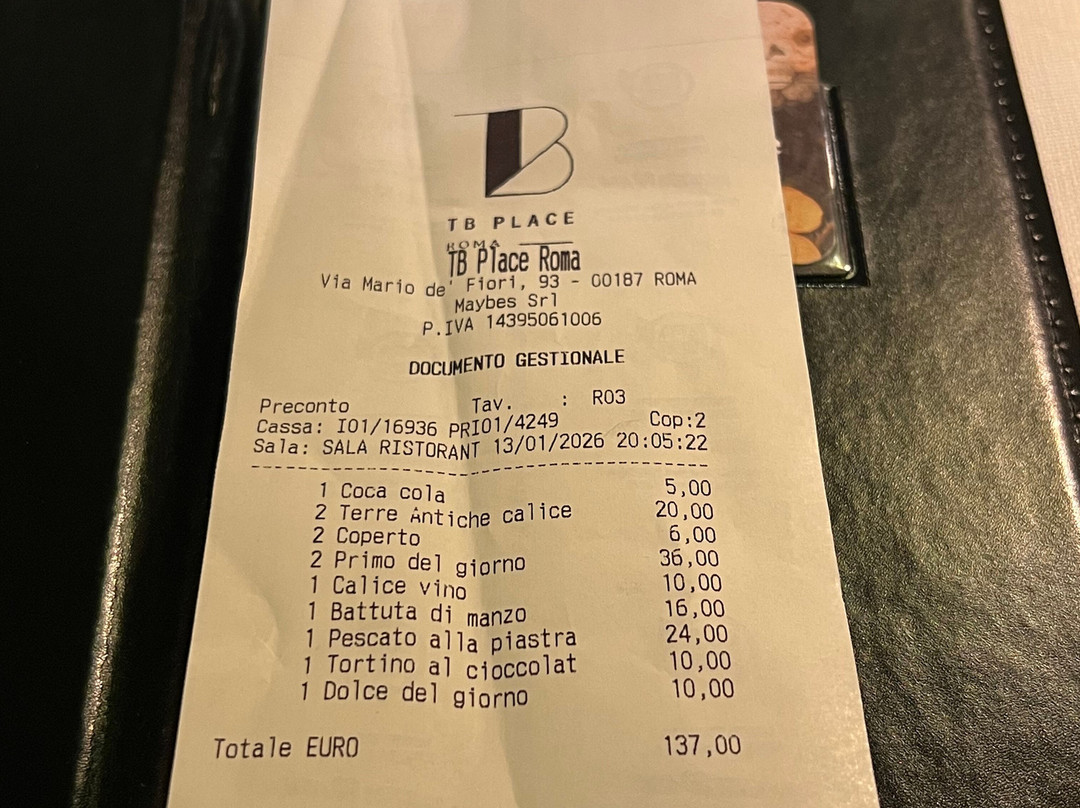 TB PLACE
ROMA
TB Place Roma
Via Mario de' Fiori, 93 - 00187 ROMA
Maybes Srl
P.IVA 14395061006
DOCUMENTO GESTIONALE
Preconto Tav. : R03
Cassa: I01/16936 PRI01/4249 Cop:2
Sala: SALA RISTORANT 13/01/2026 20:05:22
1 Coca cola 5,00
2 Terre Antiche calice 20,00
2 Coperto 6,00
2 Primo del giorno 36,00
1 Calice vino 10,00
1 Battuta di manzo 16,00
1 Pescato alla piastra 24,00
1 Tortino al cioccolat 10,00
1 Dolce del giorno 10,00
Totale EURO 137,00